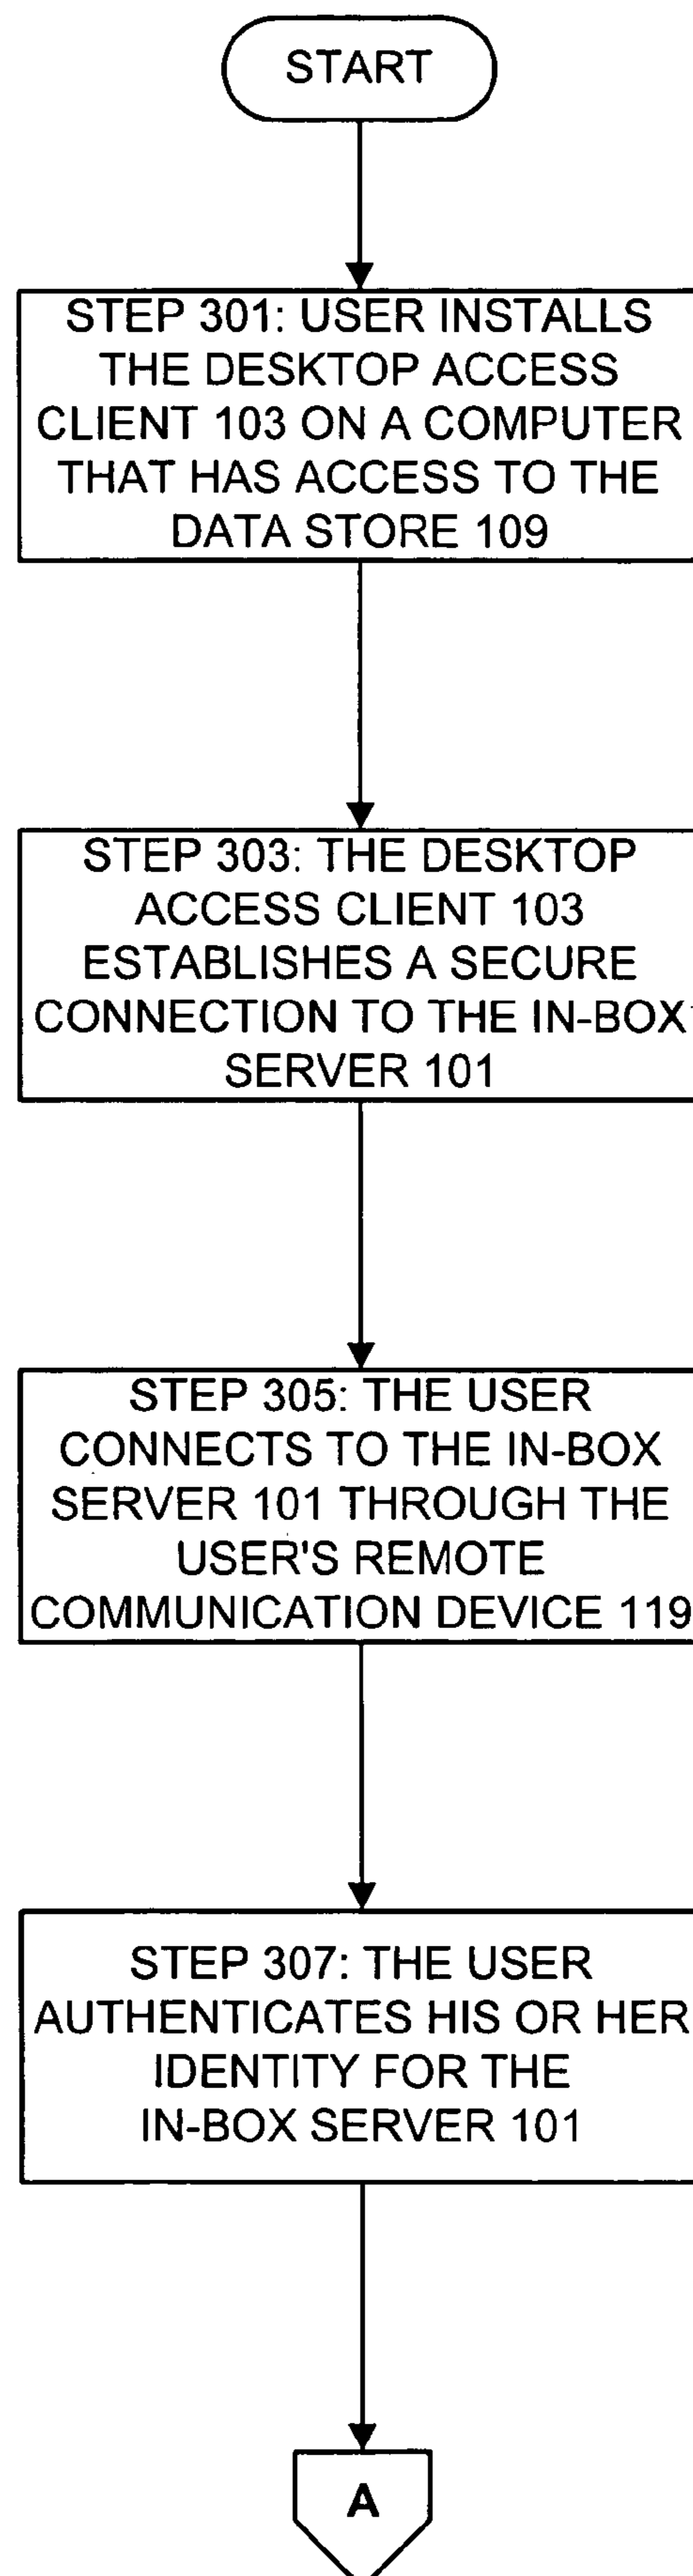 START
STEP 301: USER INSTALLS
THE DESKTOP ACCESS
CLIENT 103 ON A COMPUTER
THAT HAS ACCESS TO THE
DATA STORE 109
STEP 303: THE DESKTOP
ACCESS CLIENT 103
ESTABLISHES A SECURE
CONNECTION TO THE IN-BOX
SERVER 101
STEP 305: THE USER
CONNECTS TO THE IN-BOX
SERVER 101 THROUGH THE
USER'S REMOTE
COMMUNICATION DEVICE 119
STEP 307: THE USER
AUTHENTICATES HIS OR HER
IDENTITY FOR THE
IN-BOX SERVER 101
A